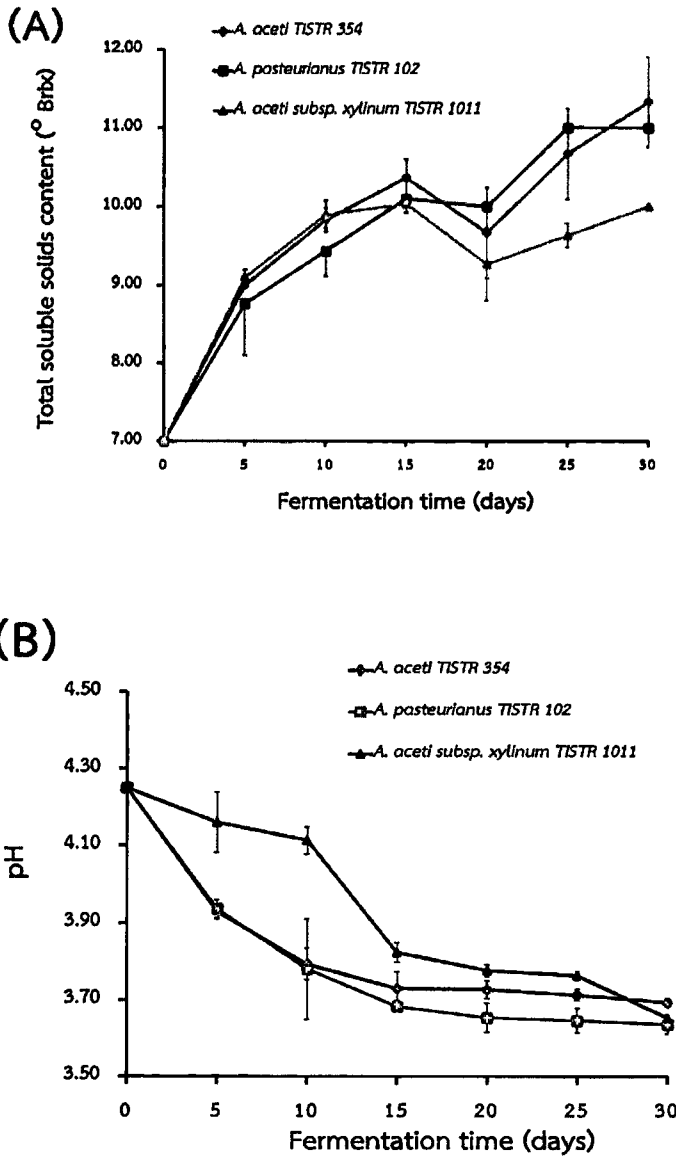 (A)
A. aceti TISTR 354
A. pasteurianus TISTR 102
A. aceti subsp. xylinum TISTR 1011
Total soluble solids content (° Brix)
12.00
11.00
10.00
9.00
8.00
7.00
0 5 10 15 20 25 30
Fermentation time (days)
(B)
A. aceti TISTR 354
A. pasteurianus TISTR 102
A. aceti subsp. xylinum TISTR 1011
pH
4.50
4.30
4.10
3.90
3.70
3.50
0 5 10 15 20 25 30
Fermentation time (days)